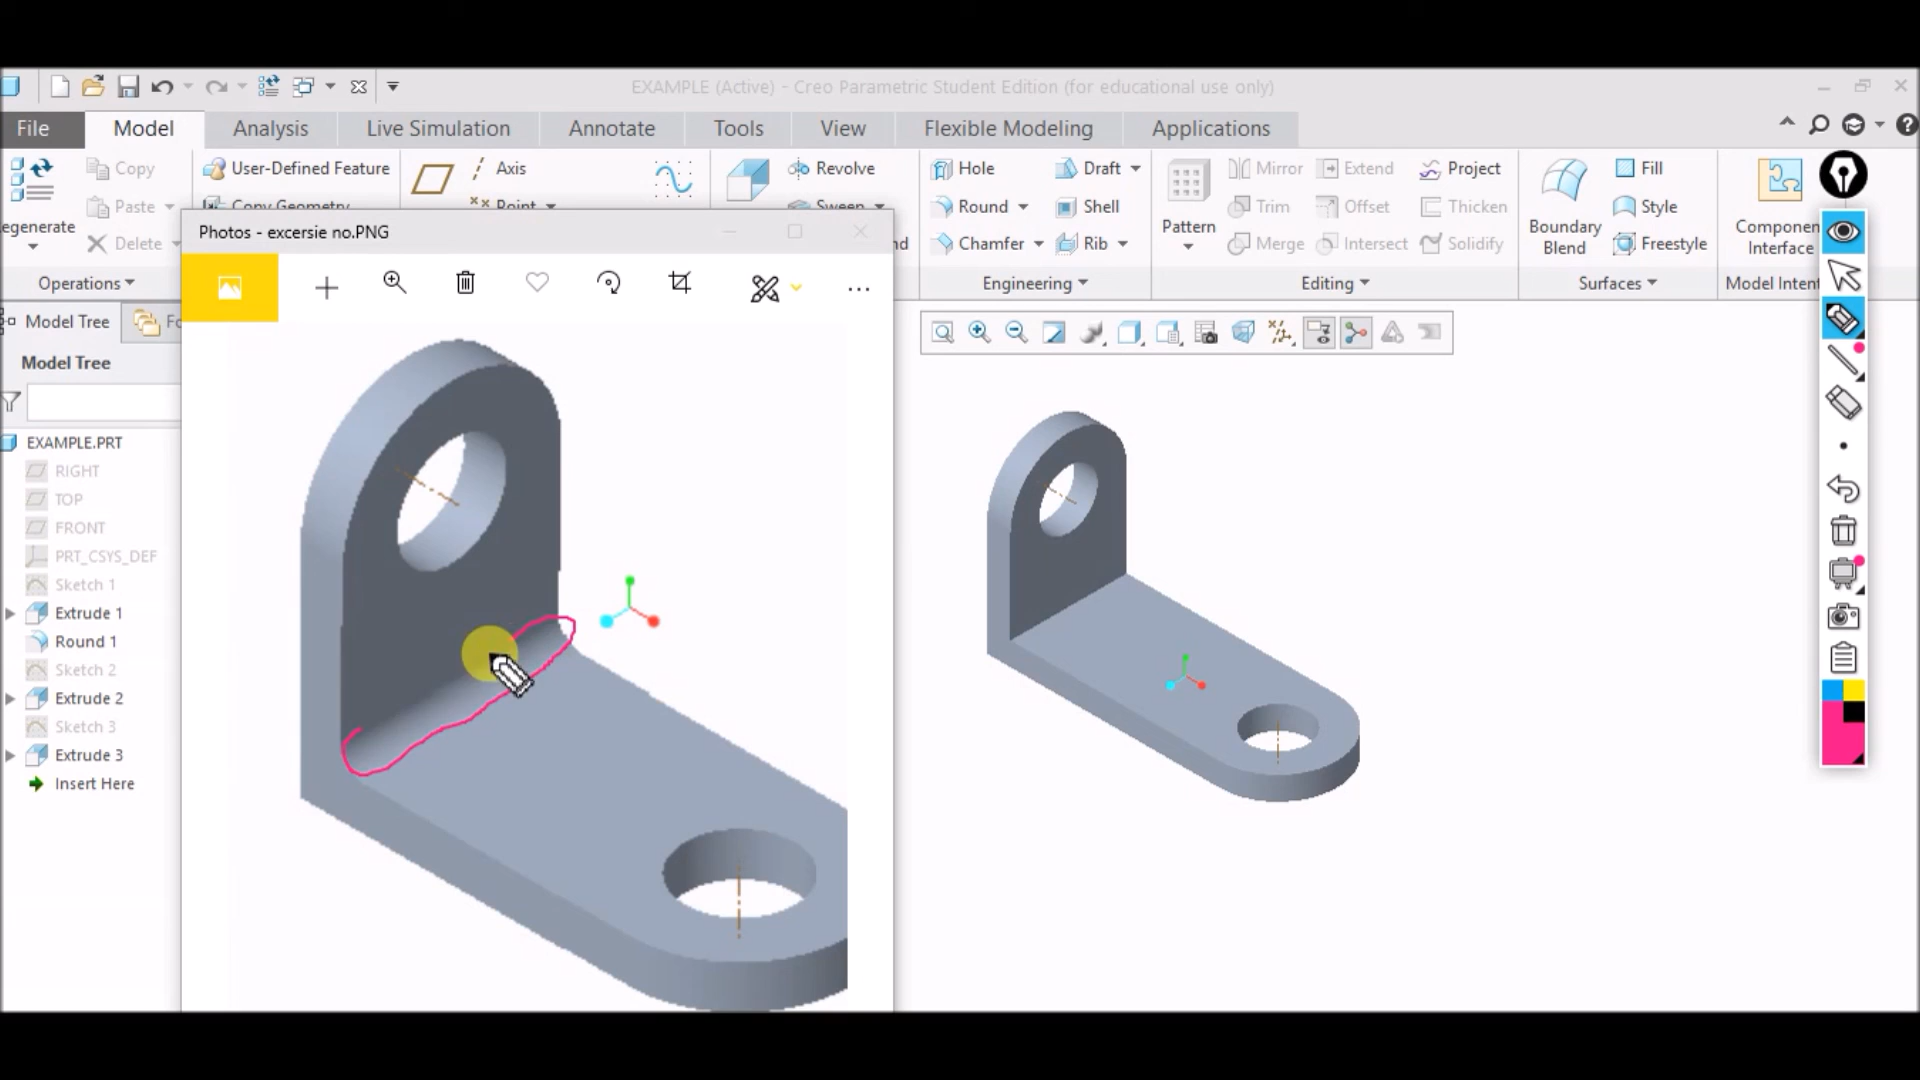 EXAMPLE (Active) - Creo Parametric Student Edition (for educational use only)
File Model Analysis Live Simulation Annotate Tools View Flexible Modeling Applications
Copy User-Defined Feature Axis Revolve Hole Draft Mirror Extend Project Fill
Paste Copy Geometry Point Sweep Round Shell Trim Offset Thicken Style
egenerate Delete nd Chamfer Rib Pattern Merge Intersect Solidify Boundary Blend Freestyle Componen Interface
Operations Engineering Editing Surfaces Model Intent
Photos - excersie no.PNG
Model Tree Fo
Model Tree
EXAMPLE.PRT
RIGHT
TOP
FRONT
PRT_CSYS_DEF
Sketch 1
Extrude 1
Round 1
Sketch 2
Extrude 2
Sketch 3
Extrude 3
Insert Here